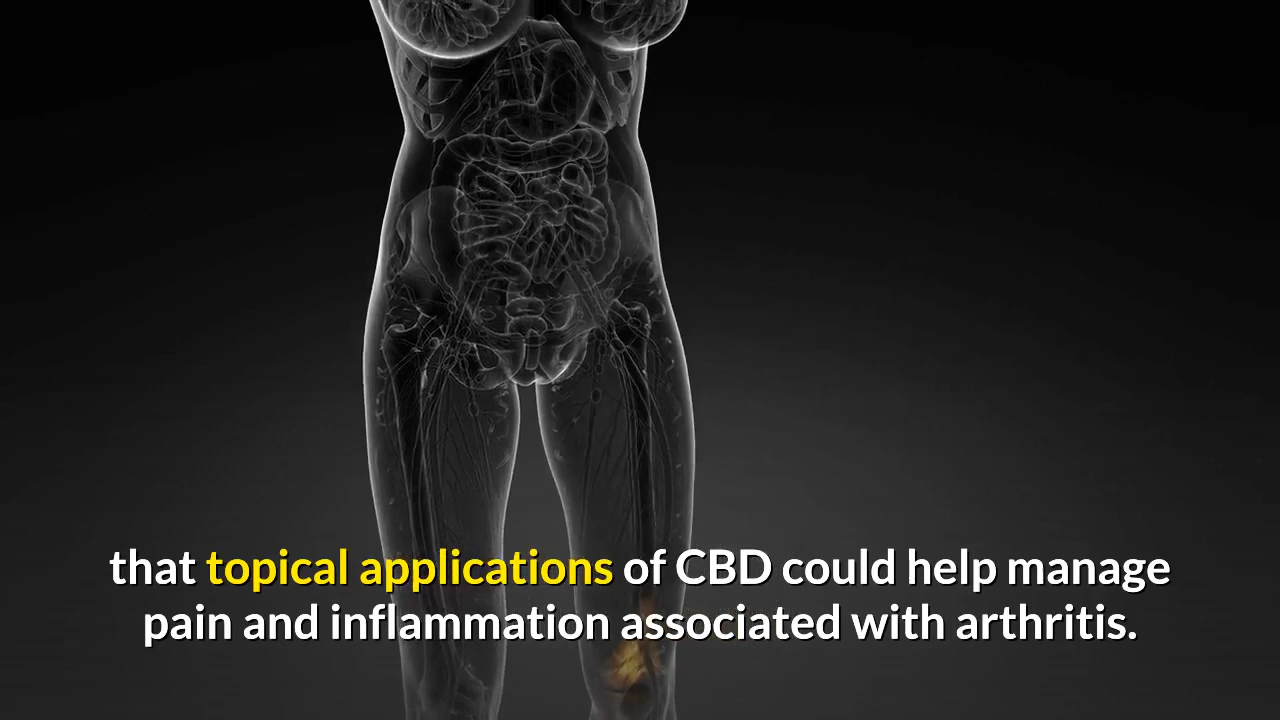 that topical applications of CBD could help manage
pain and inflammation associated with arthritis.